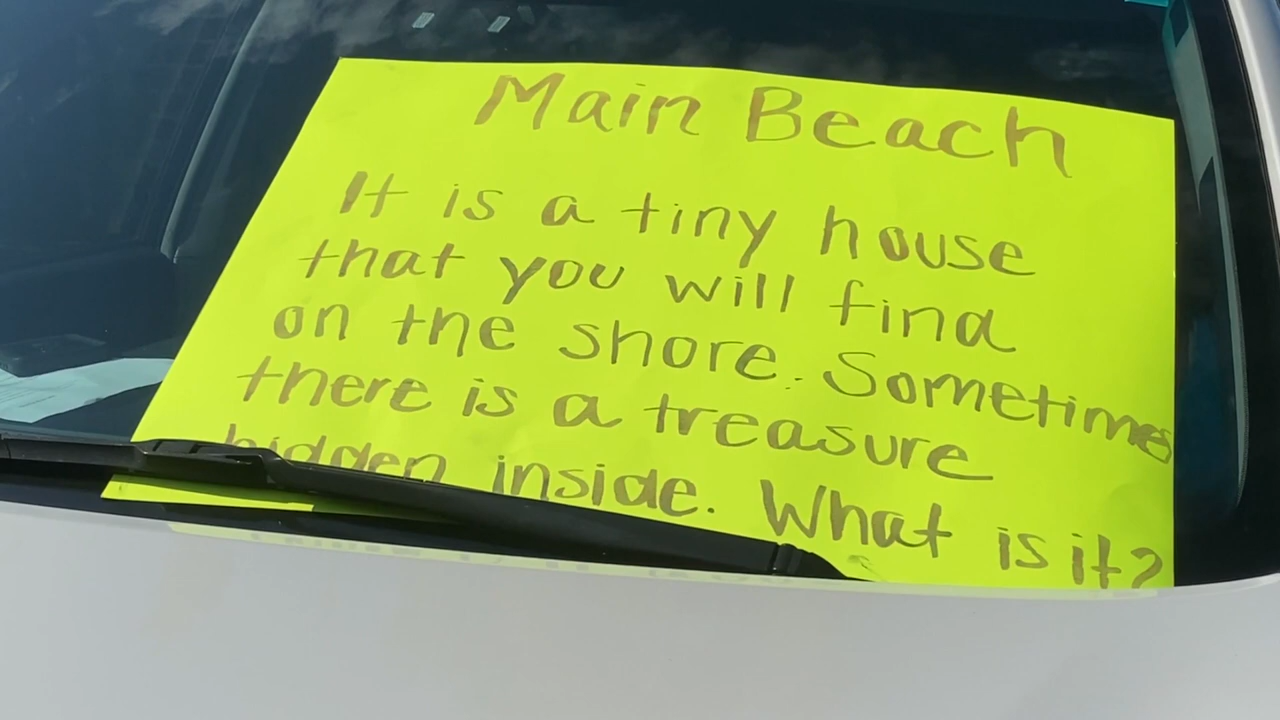 Main Beach
It is a tiny house
that you will find
on the shore. Sometimes
there is a treasure
hidden inside. What is it?